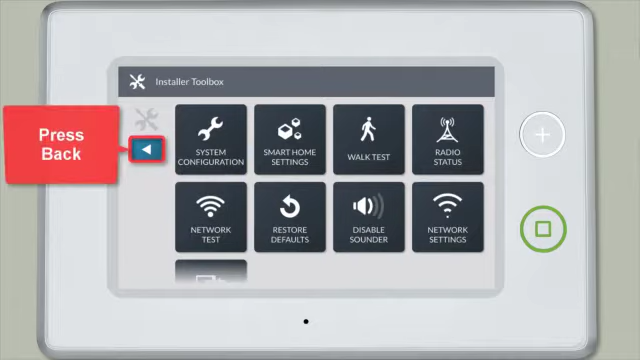 Installer Toolbox
Press
Back
SYSTEM
CONFIGURATION
SMART HOME
SETTINGS
WALK TEST
RADIO
STATUS
NETWORK
TEST
RESTORE
DEFAULTS
DISABLE
SOUNDER
NETWORK
SETTINGS